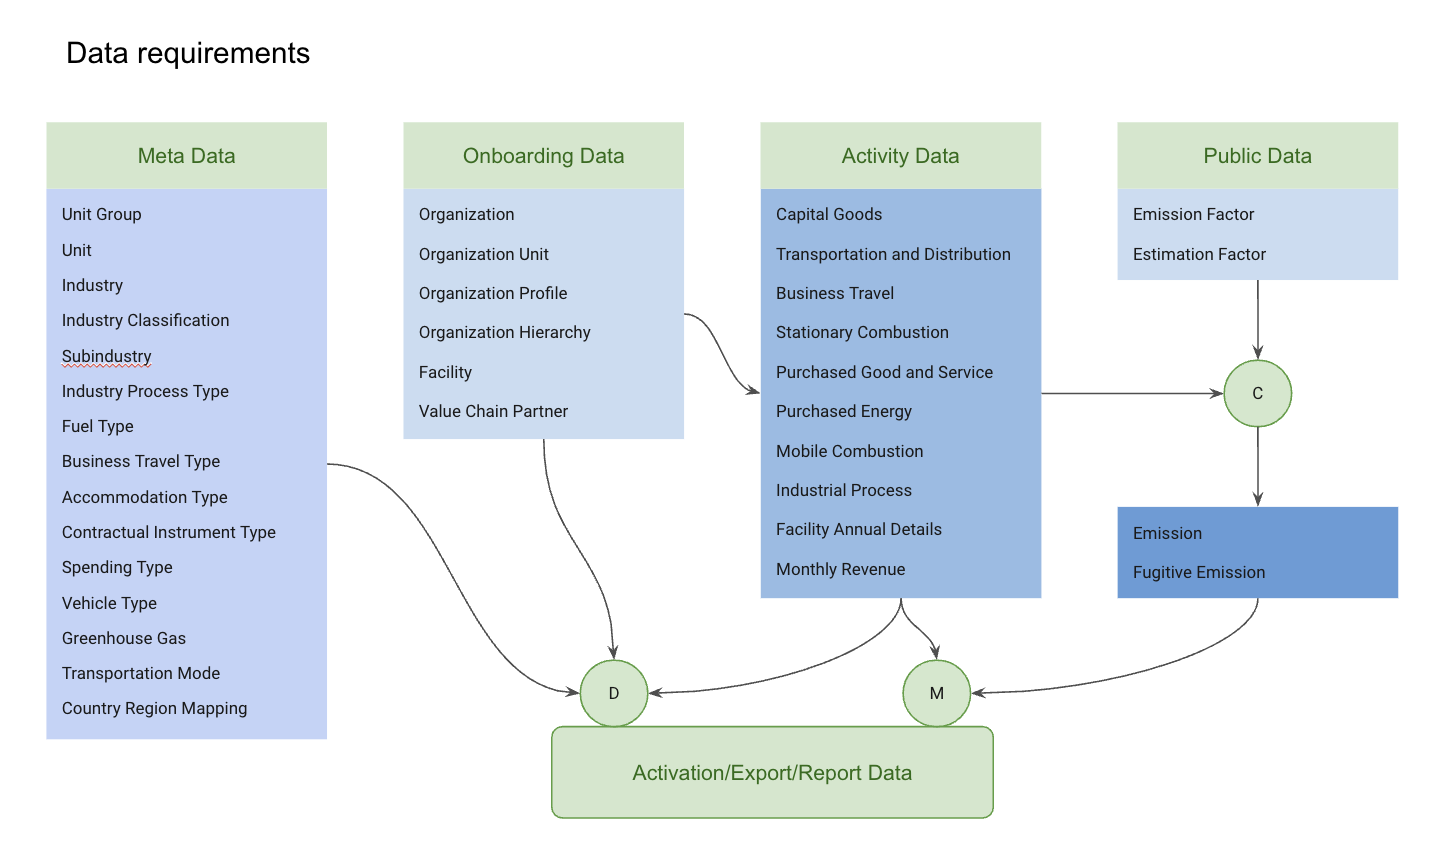 Data requirements
Meta Data
Unit Group
Unit
Industry
Industry Classification
Subindustry
Industry Process Type
Fuel Type
Business Travel Type
Accommodation Type
Contractual Instrument Type
Spending Type
Vehicle Type
Greenhouse Gas
Transportation Mode
Country Region Mapping
Onboarding Data
Organization
Organization Unit
Organization Profile
Organization Hierarchy
Facility
Value Chain Partner
Activity Data
Capital Goods
Transportation and Distribution
Business Travel
Stationary Combustion
Purchased Good and Service
Purchased Energy
Mobile Combustion
Industrial Process
Facility Annual Details
Monthly Revenue
Public Data
Emission Factor
Estimation Factor
C
Emission
Fugitive Emission
D
M
Activation/Export/Report Data